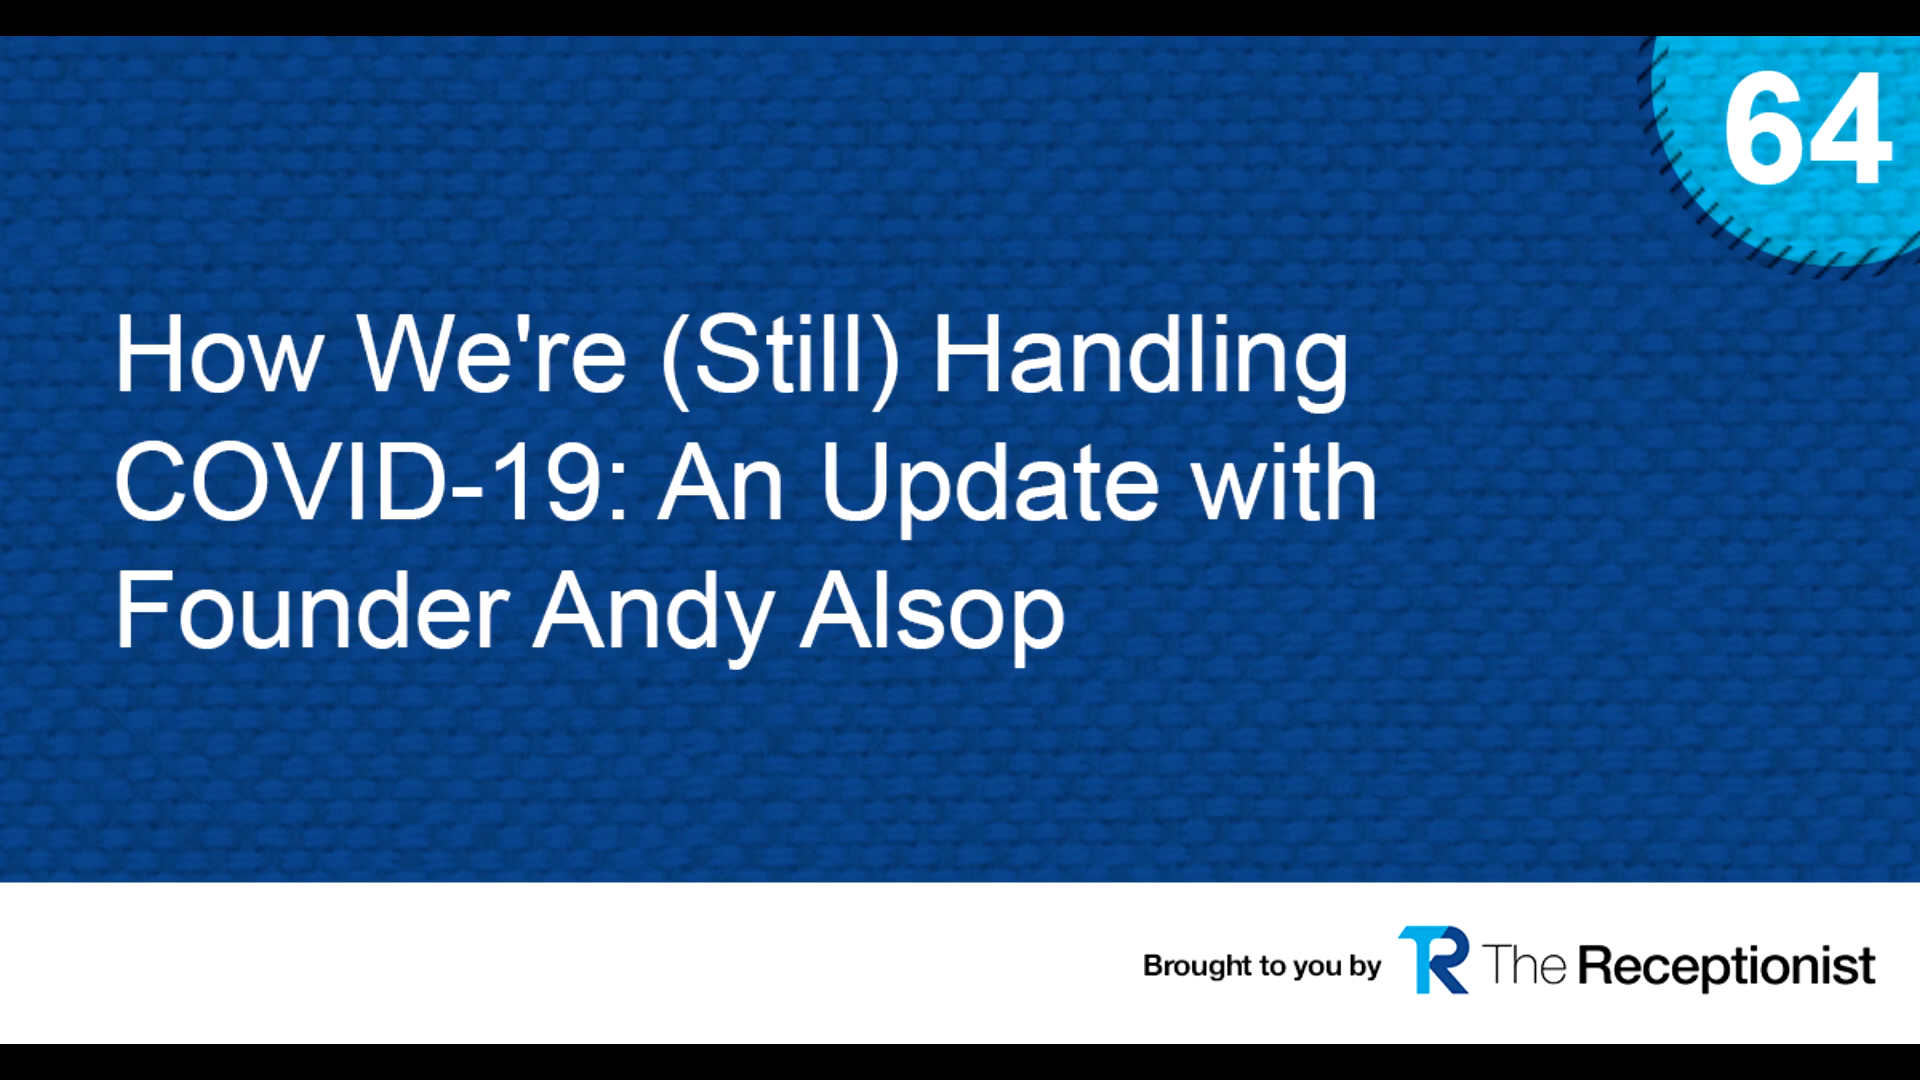 64
How We're (Still) Handling
COVID-19: An Update with
Founder Andy Alsop
Brought to you by TR The Receptionist